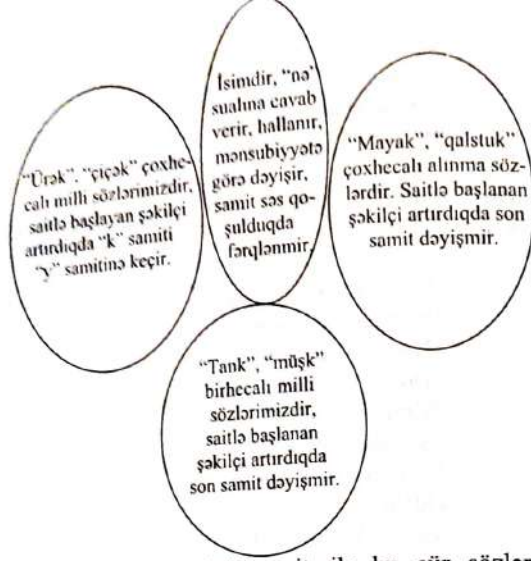 İsimdir, "nə"
sualına cavab
verir, hallanır,
mənsubiyyətə
görə dəyişir,
samit səs qo-
şulduqda
fərqlənmir.
"Ürək", "çiçək" çoxhe-
calı milli sözlərimizdir,
saitlə başlayan şəkilçi
artırdıqda "k" samiti
"y" samitinə keçir.
"Mayak", "qalstuk"
çoxhecalı alınma söz-
lərdir. Saitlə başlanan
şəkilçi artırdıqda son
samit dəyişmir.
"Tank", "müşk"
birhecalı milli
sözlərimizdir,
saitlə başlanan
şəkilçi artırdıqda
son samit dəyişmir.
sözlər